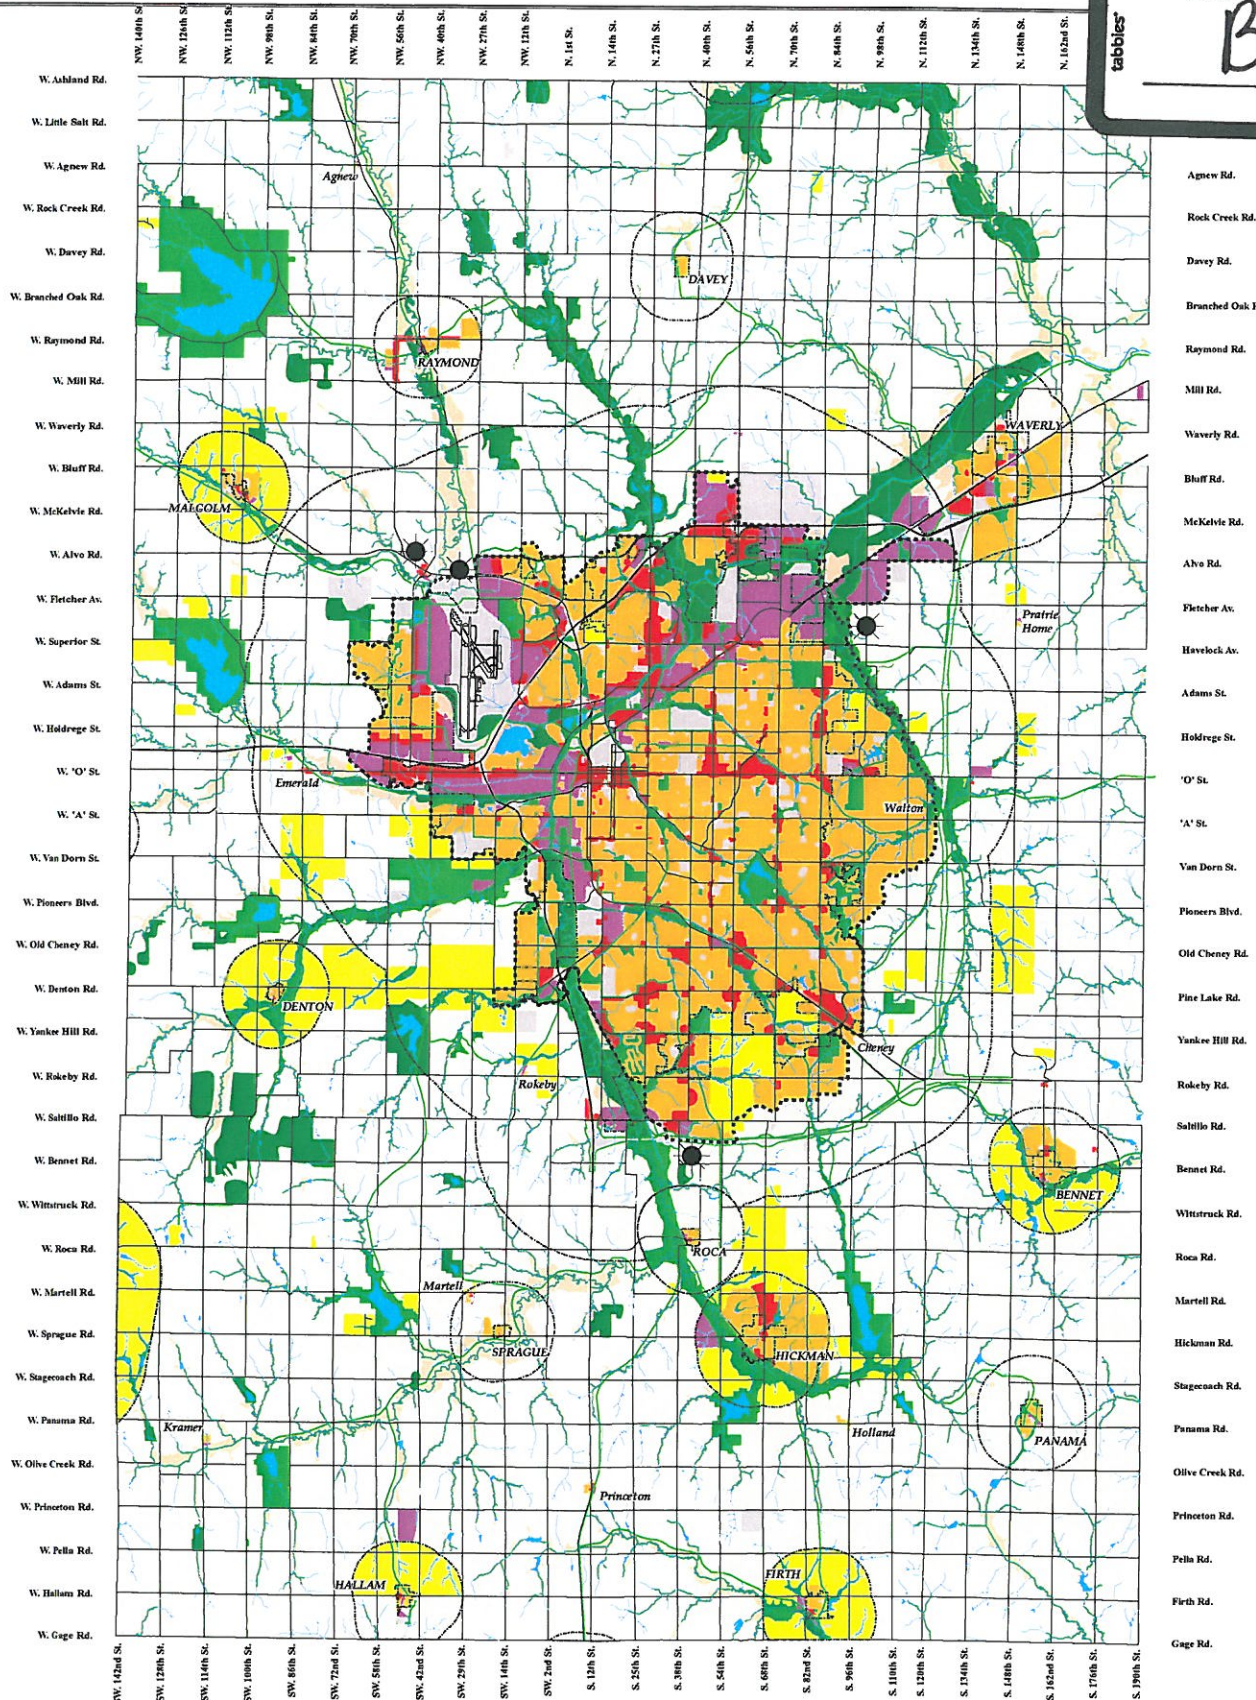 NW. 140th St
NW. 126th St
NW. 112th St
NW. 98th St.
NW. 84th St.
NW. 70th St.
NW. 56th St.
NW. 40th St.
NW. 27th St.
NW. 12th St.
N. 1st St.
N. 14th St.
N. 27th St.
N. 40th St.
N. 56th St.
N. 70th St.
N. 84th St.
N. 98th St.
N. 112th St.
N. 134th St.
N. 148th St.
N. 162nd St.
tabbies®
B
W. Ashland Rd.
W. Little Salt Rd.
W. Agnew Rd.
W. Rock Creek Rd.
W. Davey Rd.
W. Branched Oak Rd.
W. Raymond Rd.
W. Mill Rd.
W. Waverly Rd.
W. Bluff Rd.
W. McKelvie Rd.
W. Alvo Rd.
W. Fletcher Av.
W. Superior St.
W. Adams St.
W. Holdrege St.
W. 'O' St.
W. 'A' St.
W. Van Dorn St.
W. Pioneers Blvd.
W. Old Cheney Rd.
W. Denton Rd.
W. Yankee Hill Rd.
W. Rokeby Rd.
W. Saltillo Rd.
W. Bennet Rd.
W. Wittstruck Rd.
W. Roca Rd.
W. Martell Rd.
W. Sprague Rd.
W. Stagecoach Rd.
W. Panama Rd.
W. Olive Creek Rd.
W. Princeton Rd.
W. Pella Rd.
W. Hallam Rd.
W. Gage Rd.
Agnew
DAVEY
RAYMOND
WAVERLY
MALCOLM
Prairie
Home
Emerald
Walton
DENTON
Cheney
Rokeby
BENNET
ROCA
Martell
SPRAGUE
HICKMAN
Kramer
Holland
PANAMA
Princeton
HALLAM
FIRTH
Agnew Rd.
Rock Creek Rd.
Davey Rd.
Branched Oak R
Raymond Rd.
Mill Rd.
Waverly Rd.
Bluff Rd.
McKelvie Rd.
Alvo Rd.
Fletcher Av.
Havelock Av.
Adams St.
Holdrege St.
'O' St.
'A' St.
Van Dorn St.
Pioneers Blvd.
Old Cheney Rd.
Pine Lake Rd.
Yankee Hill Rd.
Rokeby Rd.
Saltillo Rd.
Bennet Rd.
Wittstruck Rd.
Roca Rd.
Martell Rd.
Hickman Rd.
Stagecoach Rd.
Panama Rd.
Olive Creek Rd.
Princeton Rd.
Pella Rd.
Firth Rd.
Gage Rd.
SW. 142nd St.
SW. 128th St.
SW. 114th St.
SW. 100th St.
SW. 86th St.
SW. 72nd St.
SW. 58th St.
SW. 42nd St.
SW. 29th St.
SW. 14th St.
SW. 2nd St.
S. 12th St.
S. 25th St.
S. 38th St.
S. 54th St.
S. 68th St.
S. 82nd St.
S. 96th St.
S. 110th St.
S. 120th St.
S. 134th St.
S. 148th St.
S. 162nd St.
S. 176th St.
S. 190th St.